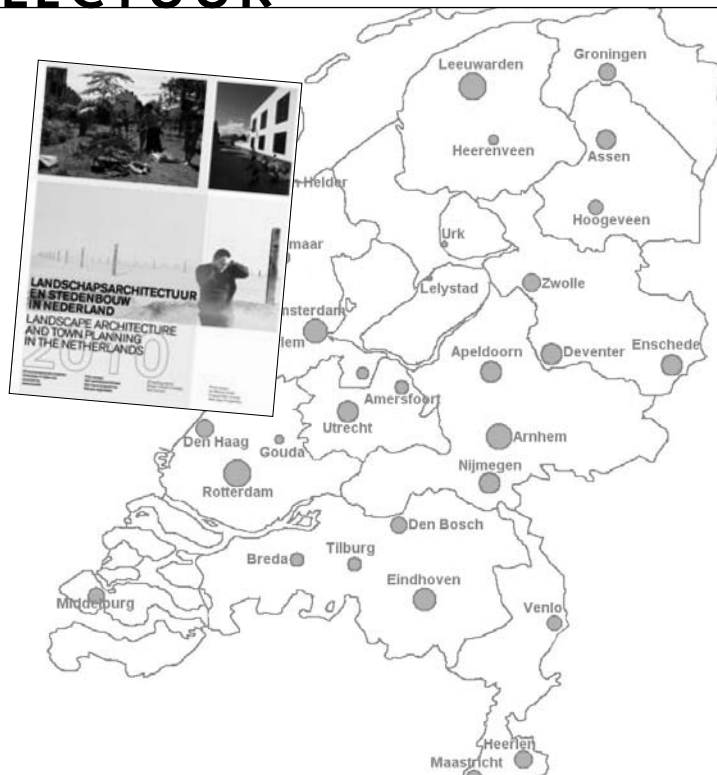 LECTUUR
Groningen
Leeuwarden
Heerenveen
Assen
n Helder
Hoogeveen
Urk
maar
Lelystad
Zwolle
LANDSCHAPSARCHITECTUUR
EN STEDENBOUW
IN NEDERLAND
LANDSCAPE ARCHITECTURE
AND TOWN PLANNING
IN THE NETHERLANDS
2010
msterdam
lem
Apeldoorn
Deventer
Enschede
Amersfoort
Utrecht
Den Haag
Gouda
Arnhem
Rotterdam
Nijmegen
Den Bosch
Breda
Tilburg
Eindhoven
Middelburg
Venlo
Heerlen
Maastricht